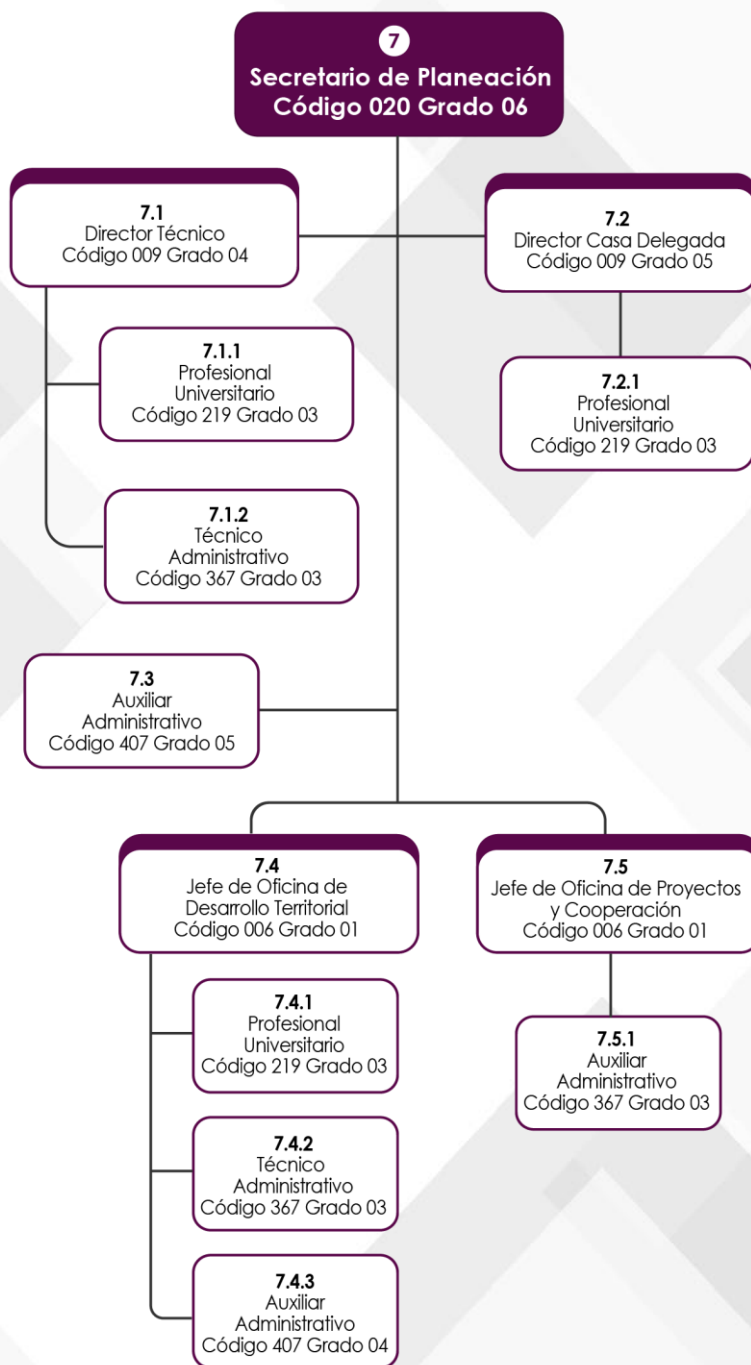 7
Secretario de Planeación
Código 020 Grado 06
7.1
Director Técnico
Código 009 Grado 04
7.2
Director Casa Delegada
Código 009 Grado 05
7.1.1
Profesional
Universitario
Código 219 Grado 03
7.2.1
Profesional
Universitario
Código 219 Grado 03
7.1.2
Técnico
Administrativo
Código 367 Grado 03
7.3
Auxiliar
Administrativo
Código 407 Grado 05
7.4
Jefe de Oficina de
Desarrollo Territorial
Código 006 Grado 01
7.5
Jefe de Oficina de Proyectos
y Cooperación
Código 006 Grado 01
7.4.1
Profesional
Universitario
Código 219 Grado 03
7.5.1
Auxiliar
Administrativo
Código 367 Grado 03
7.4.2
Técnico
Administrativo
Código 367 Grado 03
7.4.3
Auxiliar
Administrativo
Código 407 Grado 04